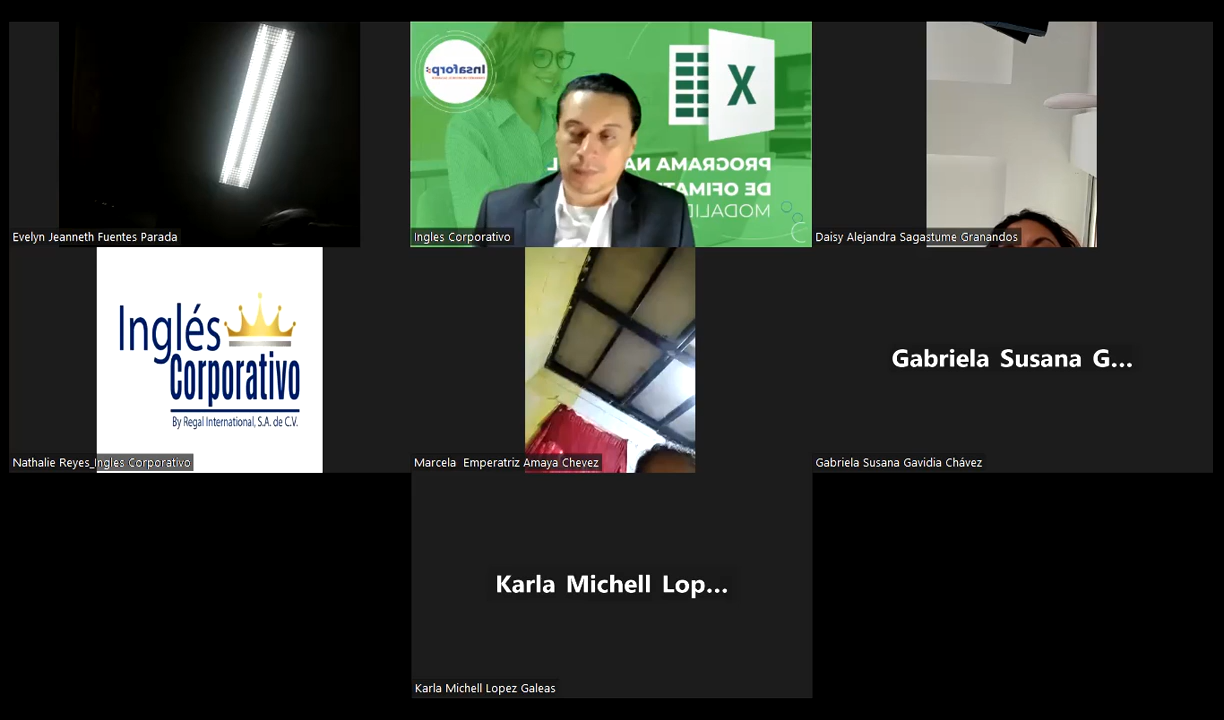 Insaforp
X
PROGRAMA NA L
DE OFIMAT
MODALID
Evelyn Jeanneth Fuentes Parada
Ingles Corporativo
Daisy Alejandra Sagastume Granandos
Inglés
Corporativo
By Regal International, S.A. de C.V.
Gabriela Susana G...
Nathalie Reyes_Ingles Corporativo
Marcela Emperatriz Amaya Chevez
Gabriela Susana Gavidia Chávez
Karla Michell Lop...
Karla Michell Lopez Galeas